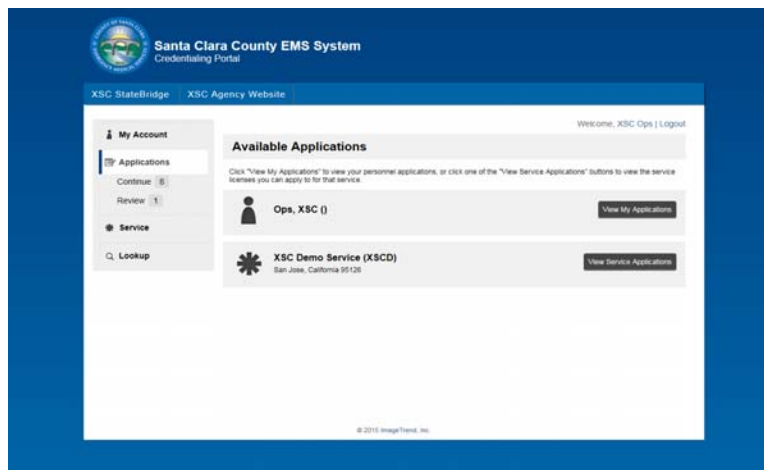 Santa Clara County EMS System
Credentialing Portal
XSC StateBridge XSC Agency Website
Welcome, XSC Ops | Logout
My Account
Applications
Continue 6
Review 1
Service
Lookup
Available Applications
Click "View My Applications" to view your personnel applications, or click one of the "View Service Applications" buttons to view the service
licenses you can apply to for that service.
Ops, XSC ()
View My Applications
XSC Demo Service (XSCD)
San Jose, California 95126
View Service Applications
© 2015 ImageTrend, Inc.